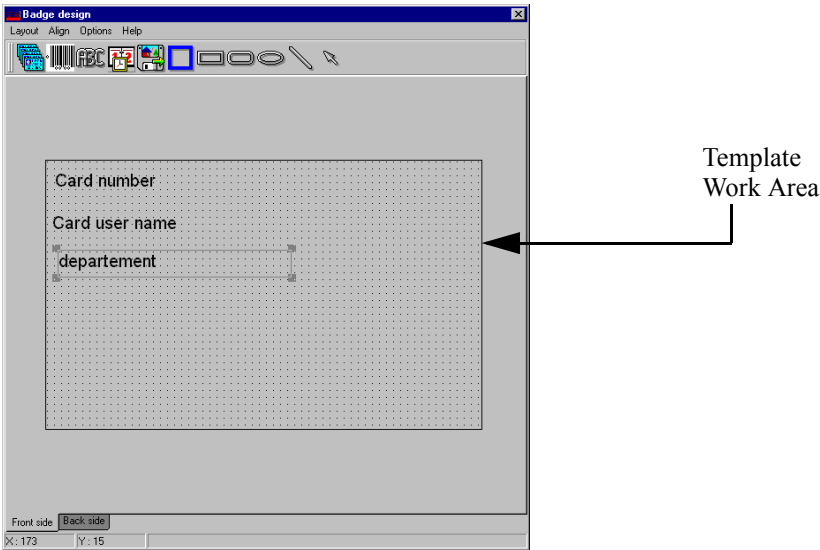 Badge design
Layout Align Options Help
ABC
Card number
Card user name
departement
Template
Work Area
Front side Back side
X : 173 Y : 15